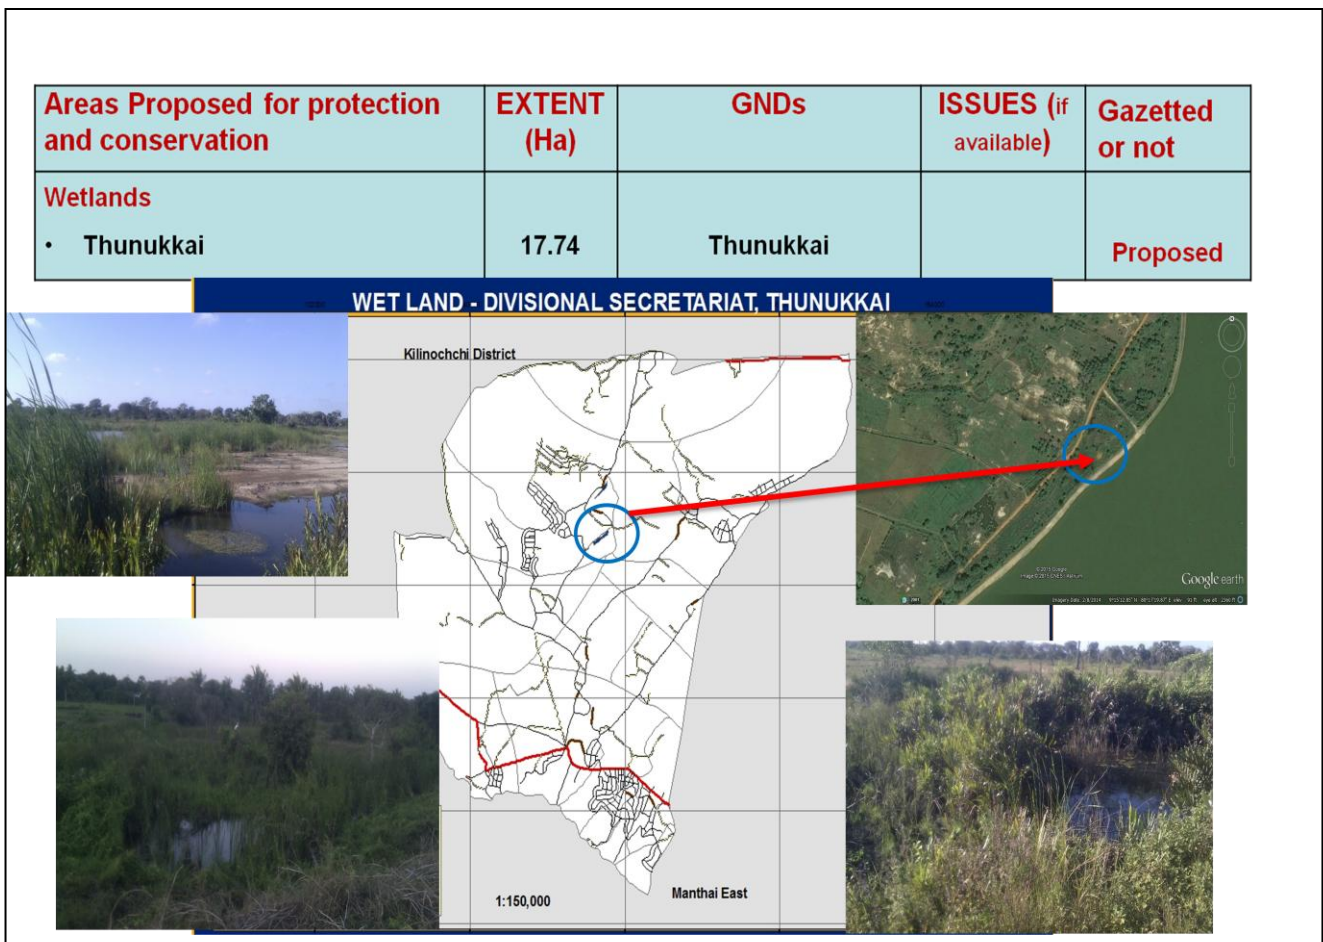 Areas Proposed for protection
and conservation
EXTENT
(Ha)
GNDs
ISSUES (if
available)
Gazetted
or not
Wetlands
• Thunukkai
17.74
Thunukkai
Proposed
WET LAND - DIVISIONAL SECRETARIAT, THUNUKKAI
Kilinochchi District
Google earth
Manthai East
1:150,000